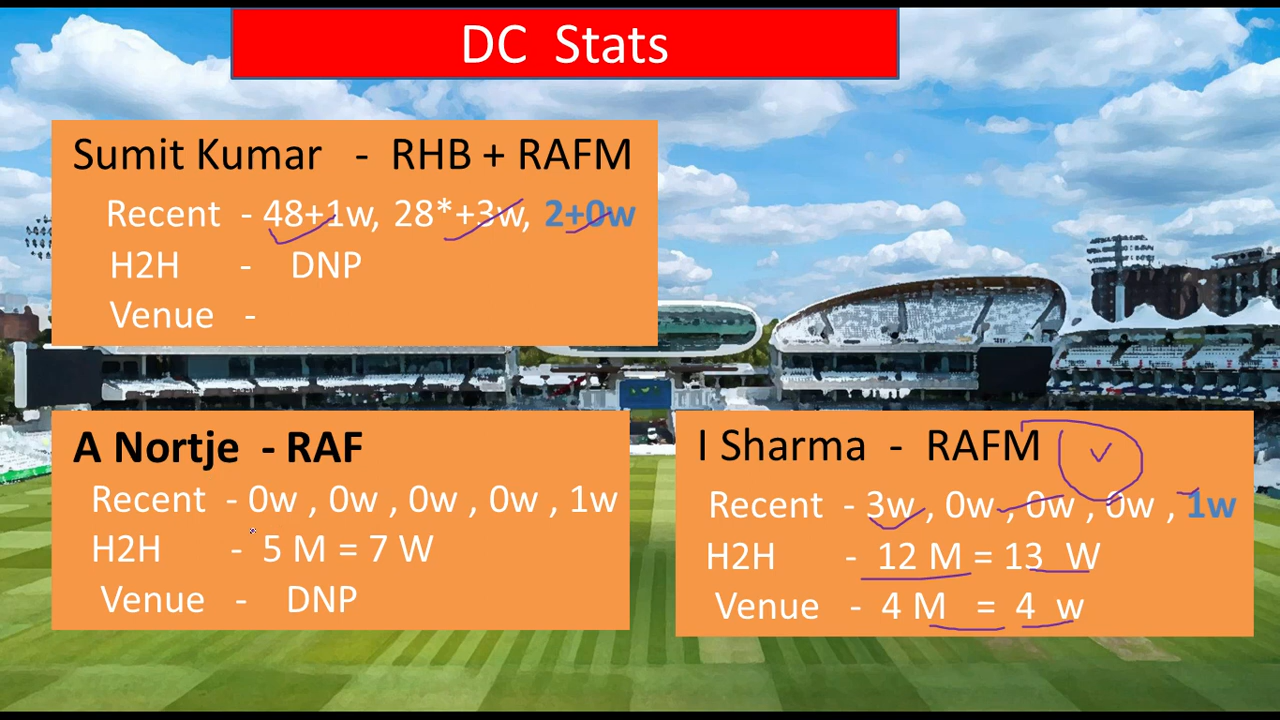 DC Stats
Sumit Kumar - RHB + RAFM
Recent - 48+1w, 28*+3w, 2+0w
H2H - DNP
Venue -
A Nortje - RAF
Recent - 0w , 0w , 0w , 0w , 1w
H2H - 5 M = 7 W
Venue - DNP
I Sharma - RAFM
Recent - 3w , 0w , 0w , 0w , 1w
H2H - 12 M = 13 W
Venue - 4 M = 4 w